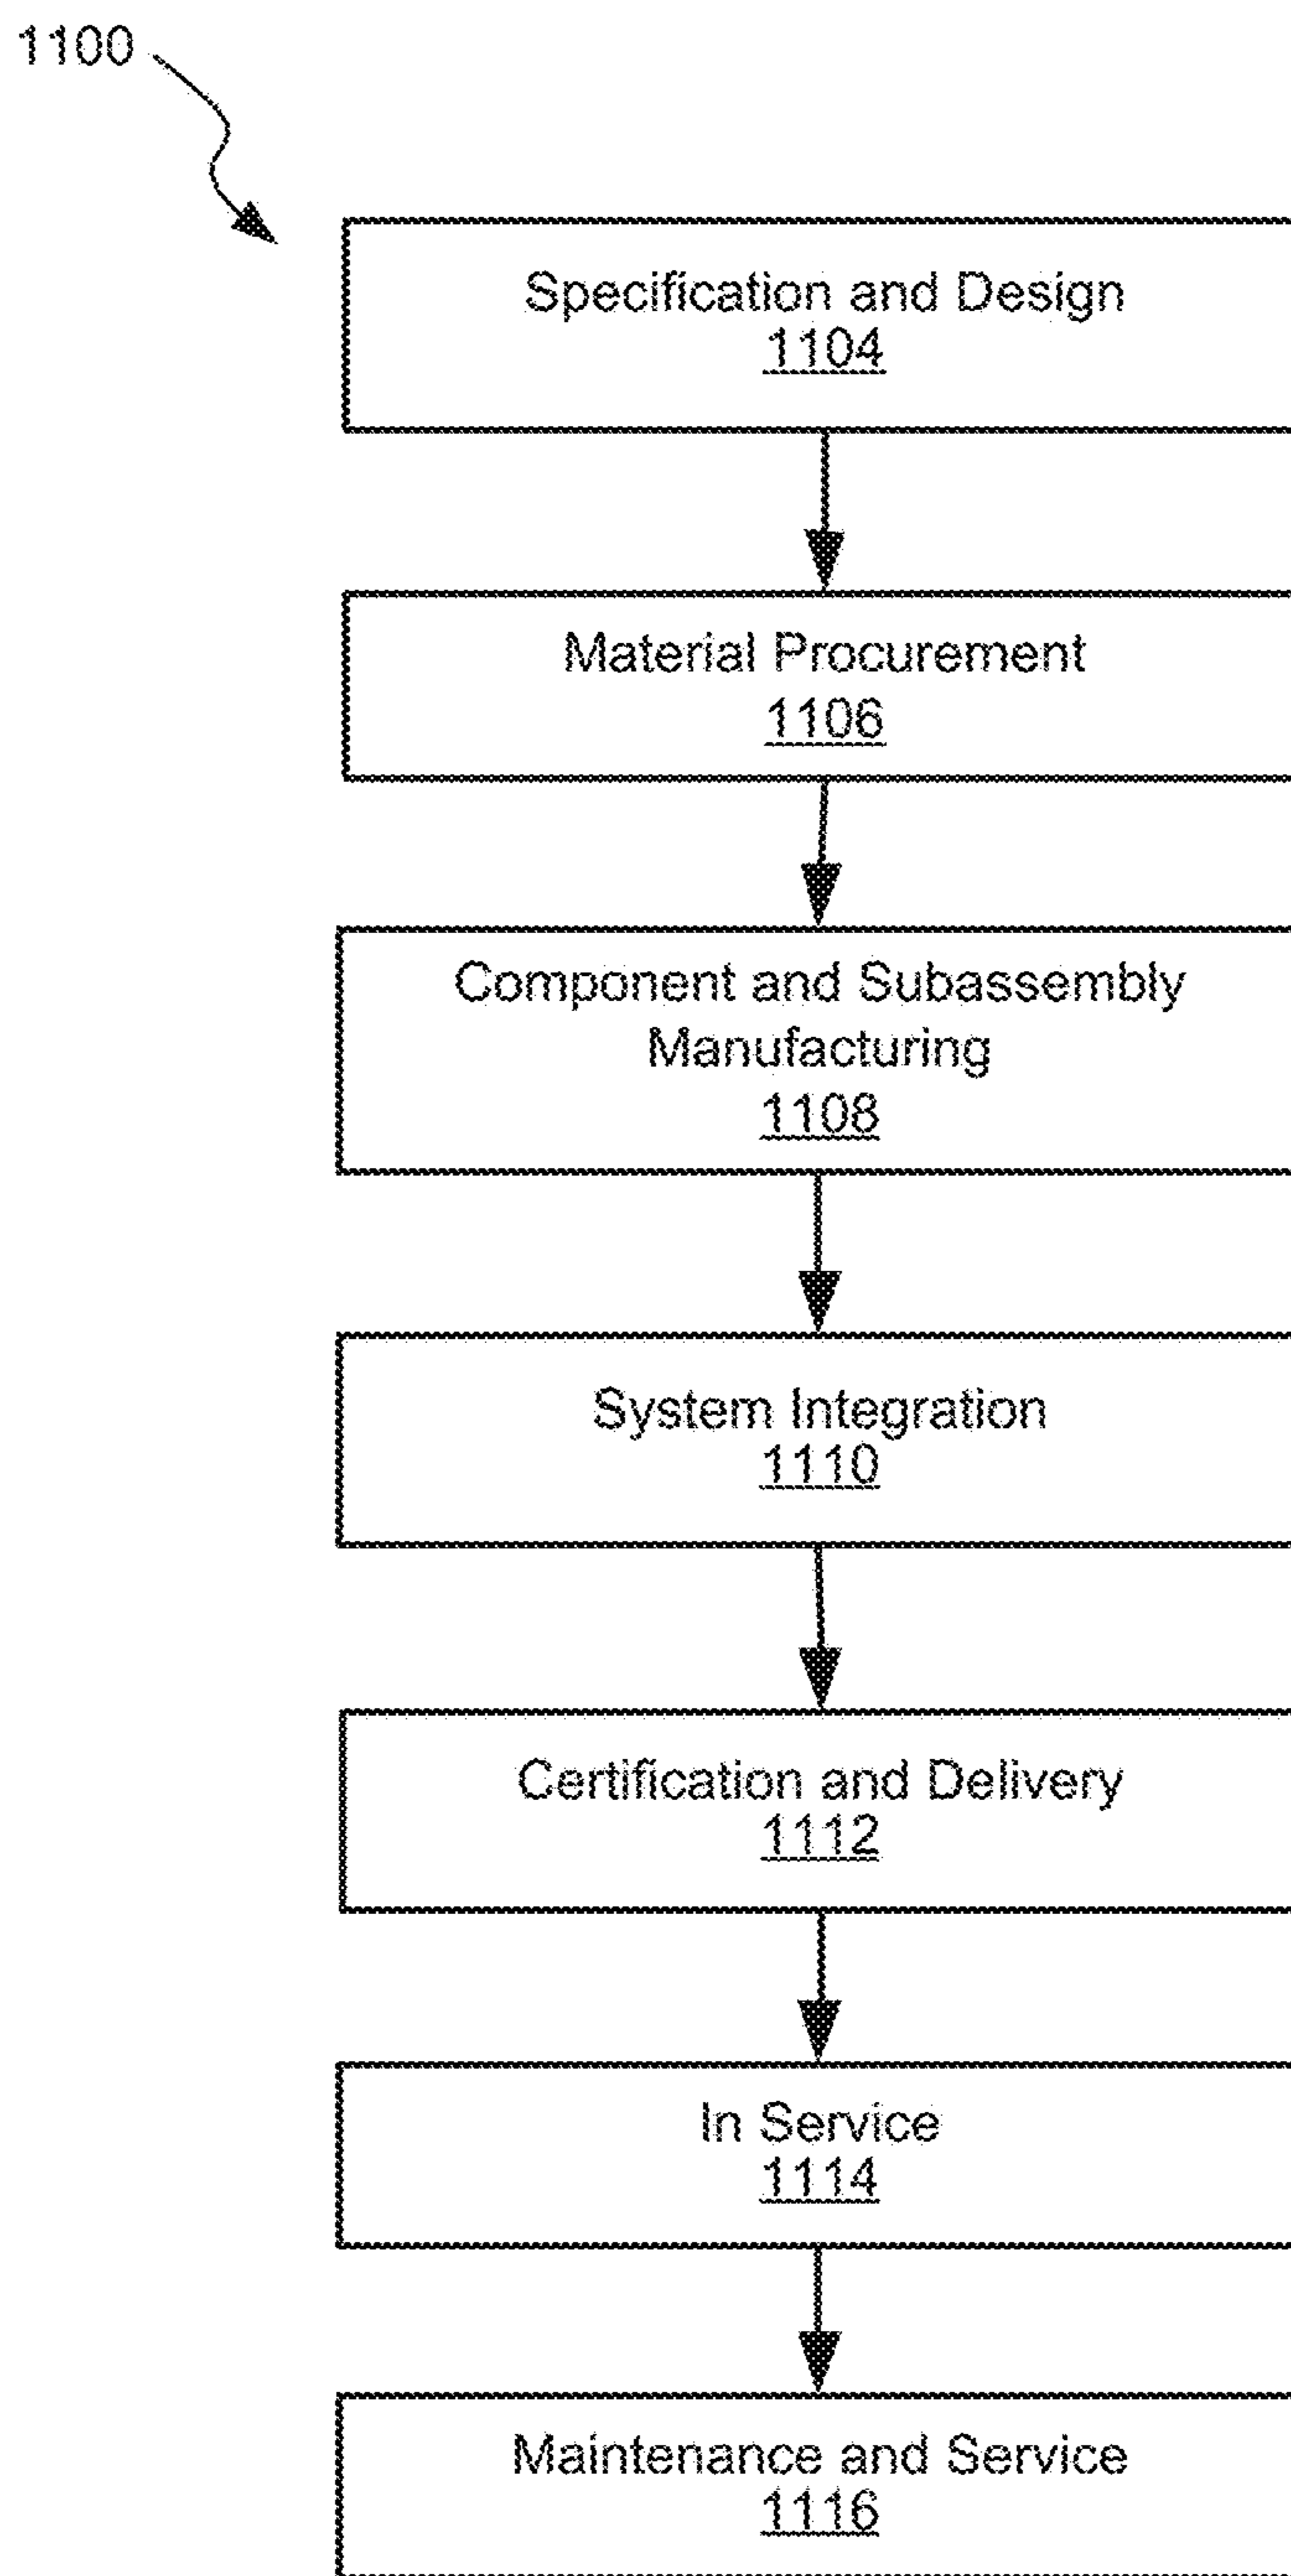 1100
Specification and Design
1104
Material Procurement
1106
Component and Subassembly
Manufacturing
1108
System Integration
1110
Certification and Delivery
1112
In Service
1114
Maintenance and Service
1116